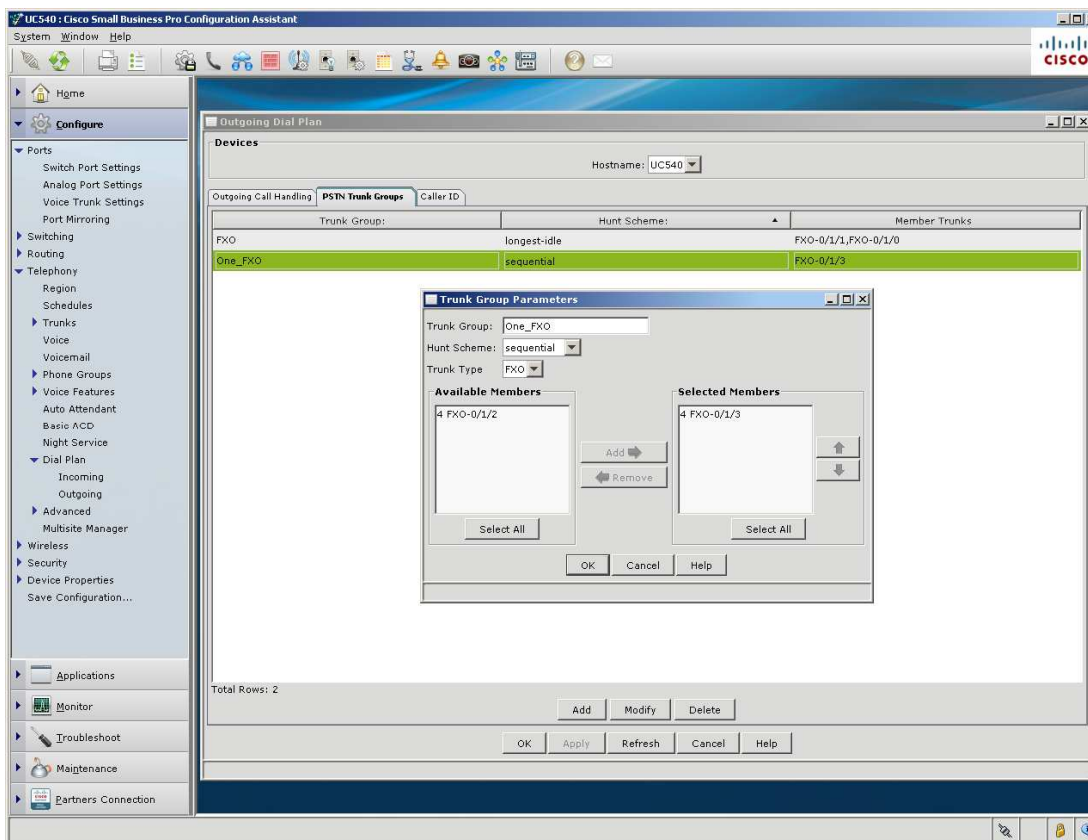 UC540 : Cisco Small Business Pro Configuration Assistant
System Window Help
CISCO
Home
Configure
Ports
Switch Port Settings
Analog Port Settings
Voice Trunk Settings
Port Mirroring
Switching
Routing
Telephony
Region
Schedules
Trunks
Voice
Voicemail
Phone Groups
Voice Features
Auto Attendant
Basic ACD
Night Service
Dial Plan
Incoming
Outgoing
Advanced
Multisite Manager
Wireless
Security
Device Properties
Save Configuration...
Applications
Monitor
Troubleshoot
Maintenance
Partners Connection
Outgoing Dial Plan
Devices
Hostname: UC540
Outgoing Call Handling PSTN Trunk Groups Caller ID
Trunk Group: Hunt Scheme: Member Trunks
FXO longest-idle FXO-0/1/1,FXO-0/1/0
One_FXO sequential FXO-0/1/3
Trunk Group Parameters
Trunk Group: One_FXO
Hunt Scheme: sequential
Trunk Type FXO
Available Members Selected Members
4 FXO-0/1/2 4 FXO-0/1/3
Add
Remove
Select All Select All
OK Cancel Help
Total Rows: 2
Add Modify Delete
OK Apply Refresh Cancel Help